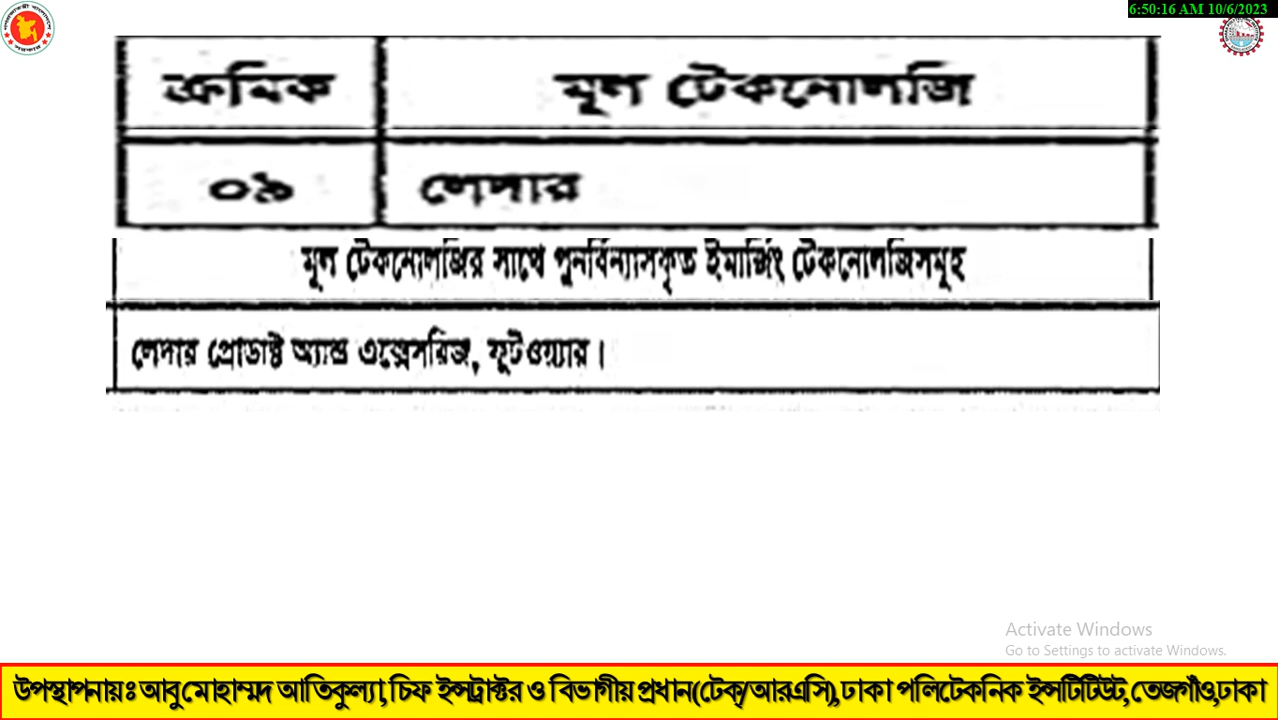 6:50:16 AM 10/6/2023
ক্রমিক মূল টেকনোলজি
০৯ লেদার
মূল টেকনোলজির সাথে পুনর্বিন্যাসকৃত ইমার্জিং টেকনোলজিসমূহ
লেদার প্রোডাক্ট অ্যান্ড এক্সেসরিজ, ফূটওয়্যার।
Activate Windows
Go to Settings to activate Windows.
উপস্থাপনায়ঃ আবু মোহাম্মদ আতিকুল্যা, চিফ ইন্সট্রাক্টর ও বিভাগীয় প্রধান(টেক/আরএসি), ঢাকা পলিটেকনিক ইন্সটিটিউট, তেজগাঁও,ঢাকা